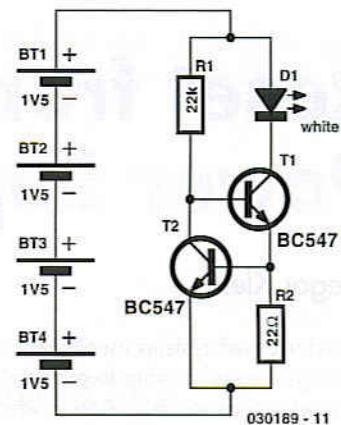 BT1 +
1V5 −
BT2 +
1V5 −
BT3 +
1V5 −
BT4 +
1V5 −
R1
22k
D1
white
T1
BC547
T2
BC547
R2
22Ω
030189 - 11